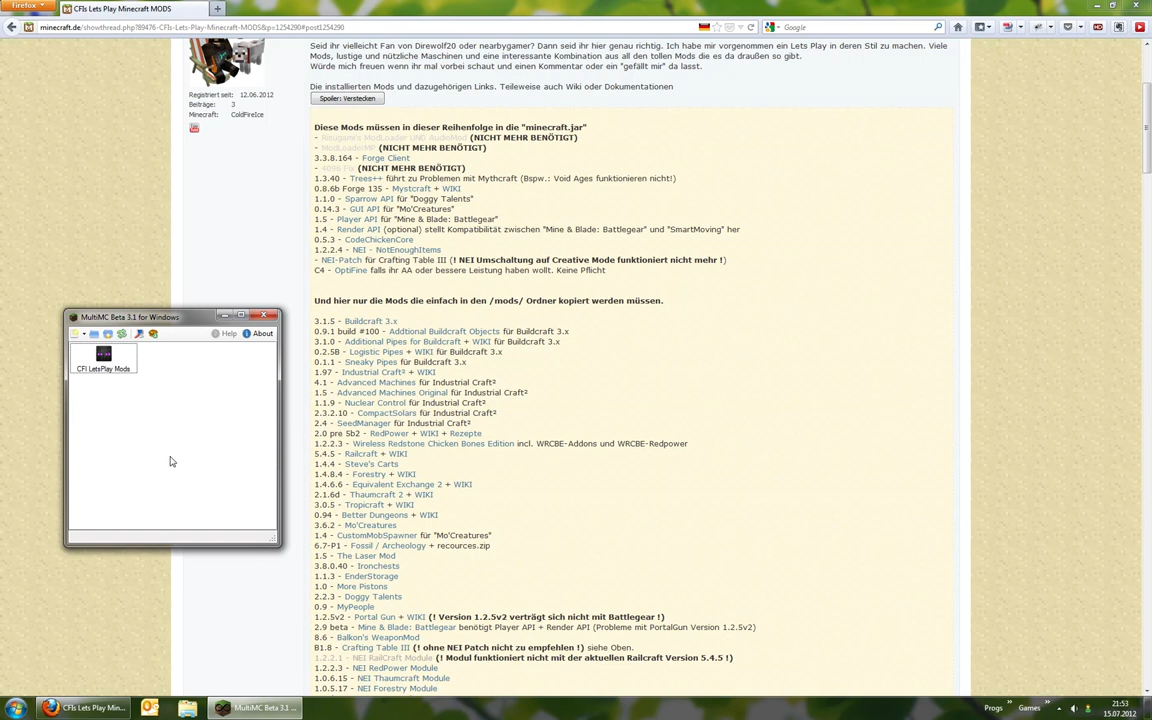 Firefox
CFIs Lets Play Minecraft MODS
minecraft.de/showthread.php?89476-CFIs-Lets-Play-Minecraft-MODS&p=1254290#post1254290
Google
Seid ihr vielleicht Fan von Direwolf20 oder nearbygamer? Dann seid ihr hier genau richtig. Ich habe mir vorgenommen ein Lets Play in deren Stil zu machen. Viele
Mods, lustige und nützliche Maschinen und eine interessante Kombination aus all den tollen Mods die es da draußen so gibt.
Würde mich freuen wenn ihr mal vorbei schaut und einen Kommentar oder ein "gefällt mir" da lasst.
Registriert seit: 12.06.2012
Beiträge: 3
Minecraft: ColdFireIce
Die installierten Mods und dazugehörigen Links. Teilweise auch Wiki oder Dokumentationen
Spoiler: Verstecken
Diese Mods müssen in dieser Reihenfolge in die "minecraft.jar"
- Risugami's ModLoader UND AudioMod (NICHT MEHR BENÖTIGT)
- ModLoaderMP (NICHT MEHR BENÖTIGT)
3.3.8.164 - Forge Client
- 4096 Fix (NICHT MEHR BENÖTIGT)
1.3.40 - Trees++ führt zu Problemen mit Mythcraft (Bspw.: Void Ages funktionieren nicht!)
0.8.6b Forge 135 - Mystcraft + WIKI
1.1.0 - Sparrow API für "Doggy Talents"
0.14.3 - GUI API für "Mo'Creatures"
1.5 - Player API für "Mine & Blade: Battlegear"
1.4 - Render API (optional) stellt Kompatibilität zwischen "Mine & Blade: Battlegear" und "SmartMoving" her
0.5.3 - CodeChickenCore
1.2.2.4 - NEI - NotEnoughItems
- NEI-Patch für Crafting Table III (! NEI Umschaltung auf Creative Mode funktioniert nicht mehr !)
C4 - OptiFine falls ihr AA oder bessere Leistung haben wollt. Keine Pflicht
Und hier nur die Mods die einfach in den /mods/ Ordner kopiert werden müssen.
3.1.5 - Buildcraft 3.x
0.9.1 build #100 - Addtional Buildcraft Objects für Buildcraft 3.x
3.1.0 - Additional Pipes for Buildcraft + WIKI für Buildcraft 3.x
0.2.5B - Logistic Pipes + WIKI für Buildcraft 3.x
0.1.1 - Sneaky Pipes für Buildcraft 3.x
1.97 - Industrial Craft² + WIKI
4.1 - Advanced Machines für Industrial Craft²
1.5 - Advanced Machines Original für Industrial Craft²
1.1.9 - Nuclear Control für Industrial Craft²
2.3.2.10 - CompactSolars für Industrial Craft²
2.4 - SeedManager für Industrial Craft²
2.0 pre 5b2 - RedPower + WIKI + Rezepte
1.2.2.3 - Wireless Redstone Chicken Bones Edition incl. WRCBE-Addons und WRCBE-Redpower
5.4.5 - Railcraft + WIKI
1.4.4 - Steve's Carts
1.4.8.4 - Forestry + WIKI
1.4.6.6 - Equivalent Exchange 2 + WIKI
2.1.6d - Thaumcraft 2 + WIKI
3.0.5 - Tropicraft + WIKI
0.94 - Better Dungeons + WIKI
3.6.2 - Mo'Creatures
1.4 - CustomMobSpawner für "Mo'Creatures"
6.7-P1 - Fossil / Archeology + recources.zip
1.5 - The Laser Mod
3.8.0.40 - Ironchests
1.1.3 - EnderStorage
1.0 - More Pistons
2.2.3 - Doggy Talents
0.9 - MyPeople
1.2.5v2 - Portal Gun + WIKI (! Version 1.2.5v2 verträgt sich nicht mit Battlegear !)
2.9 beta - Mine & Blade: Battlegear benötigt Player API + Render API (Probleme mit PortalGun Version 1.2.5v2)
8.6 - Balkon's WeaponMod
B1.8 - Crafting Table III (! ohne NEI Patch nicht zu empfehlen !) siehe Oben.
1.2.2.1 - NEI RailCraft Module (! Modul funktioniert nicht mit der aktuellen Railcraft Version 5.4.5 !)
1.2.2.3 - NEI RedPower Module
1.0.6.15 - NEI Thaumcraft Module
1.0.5.17 - NEI Forestry Module
MultiMC Beta 3.1 for Windows
Help
About
CFI LetsPlay Mods
CFIs Lets Play Min...
MultiMC Beta 3.1 ...
Progs
Games
21:53
15.07.2012